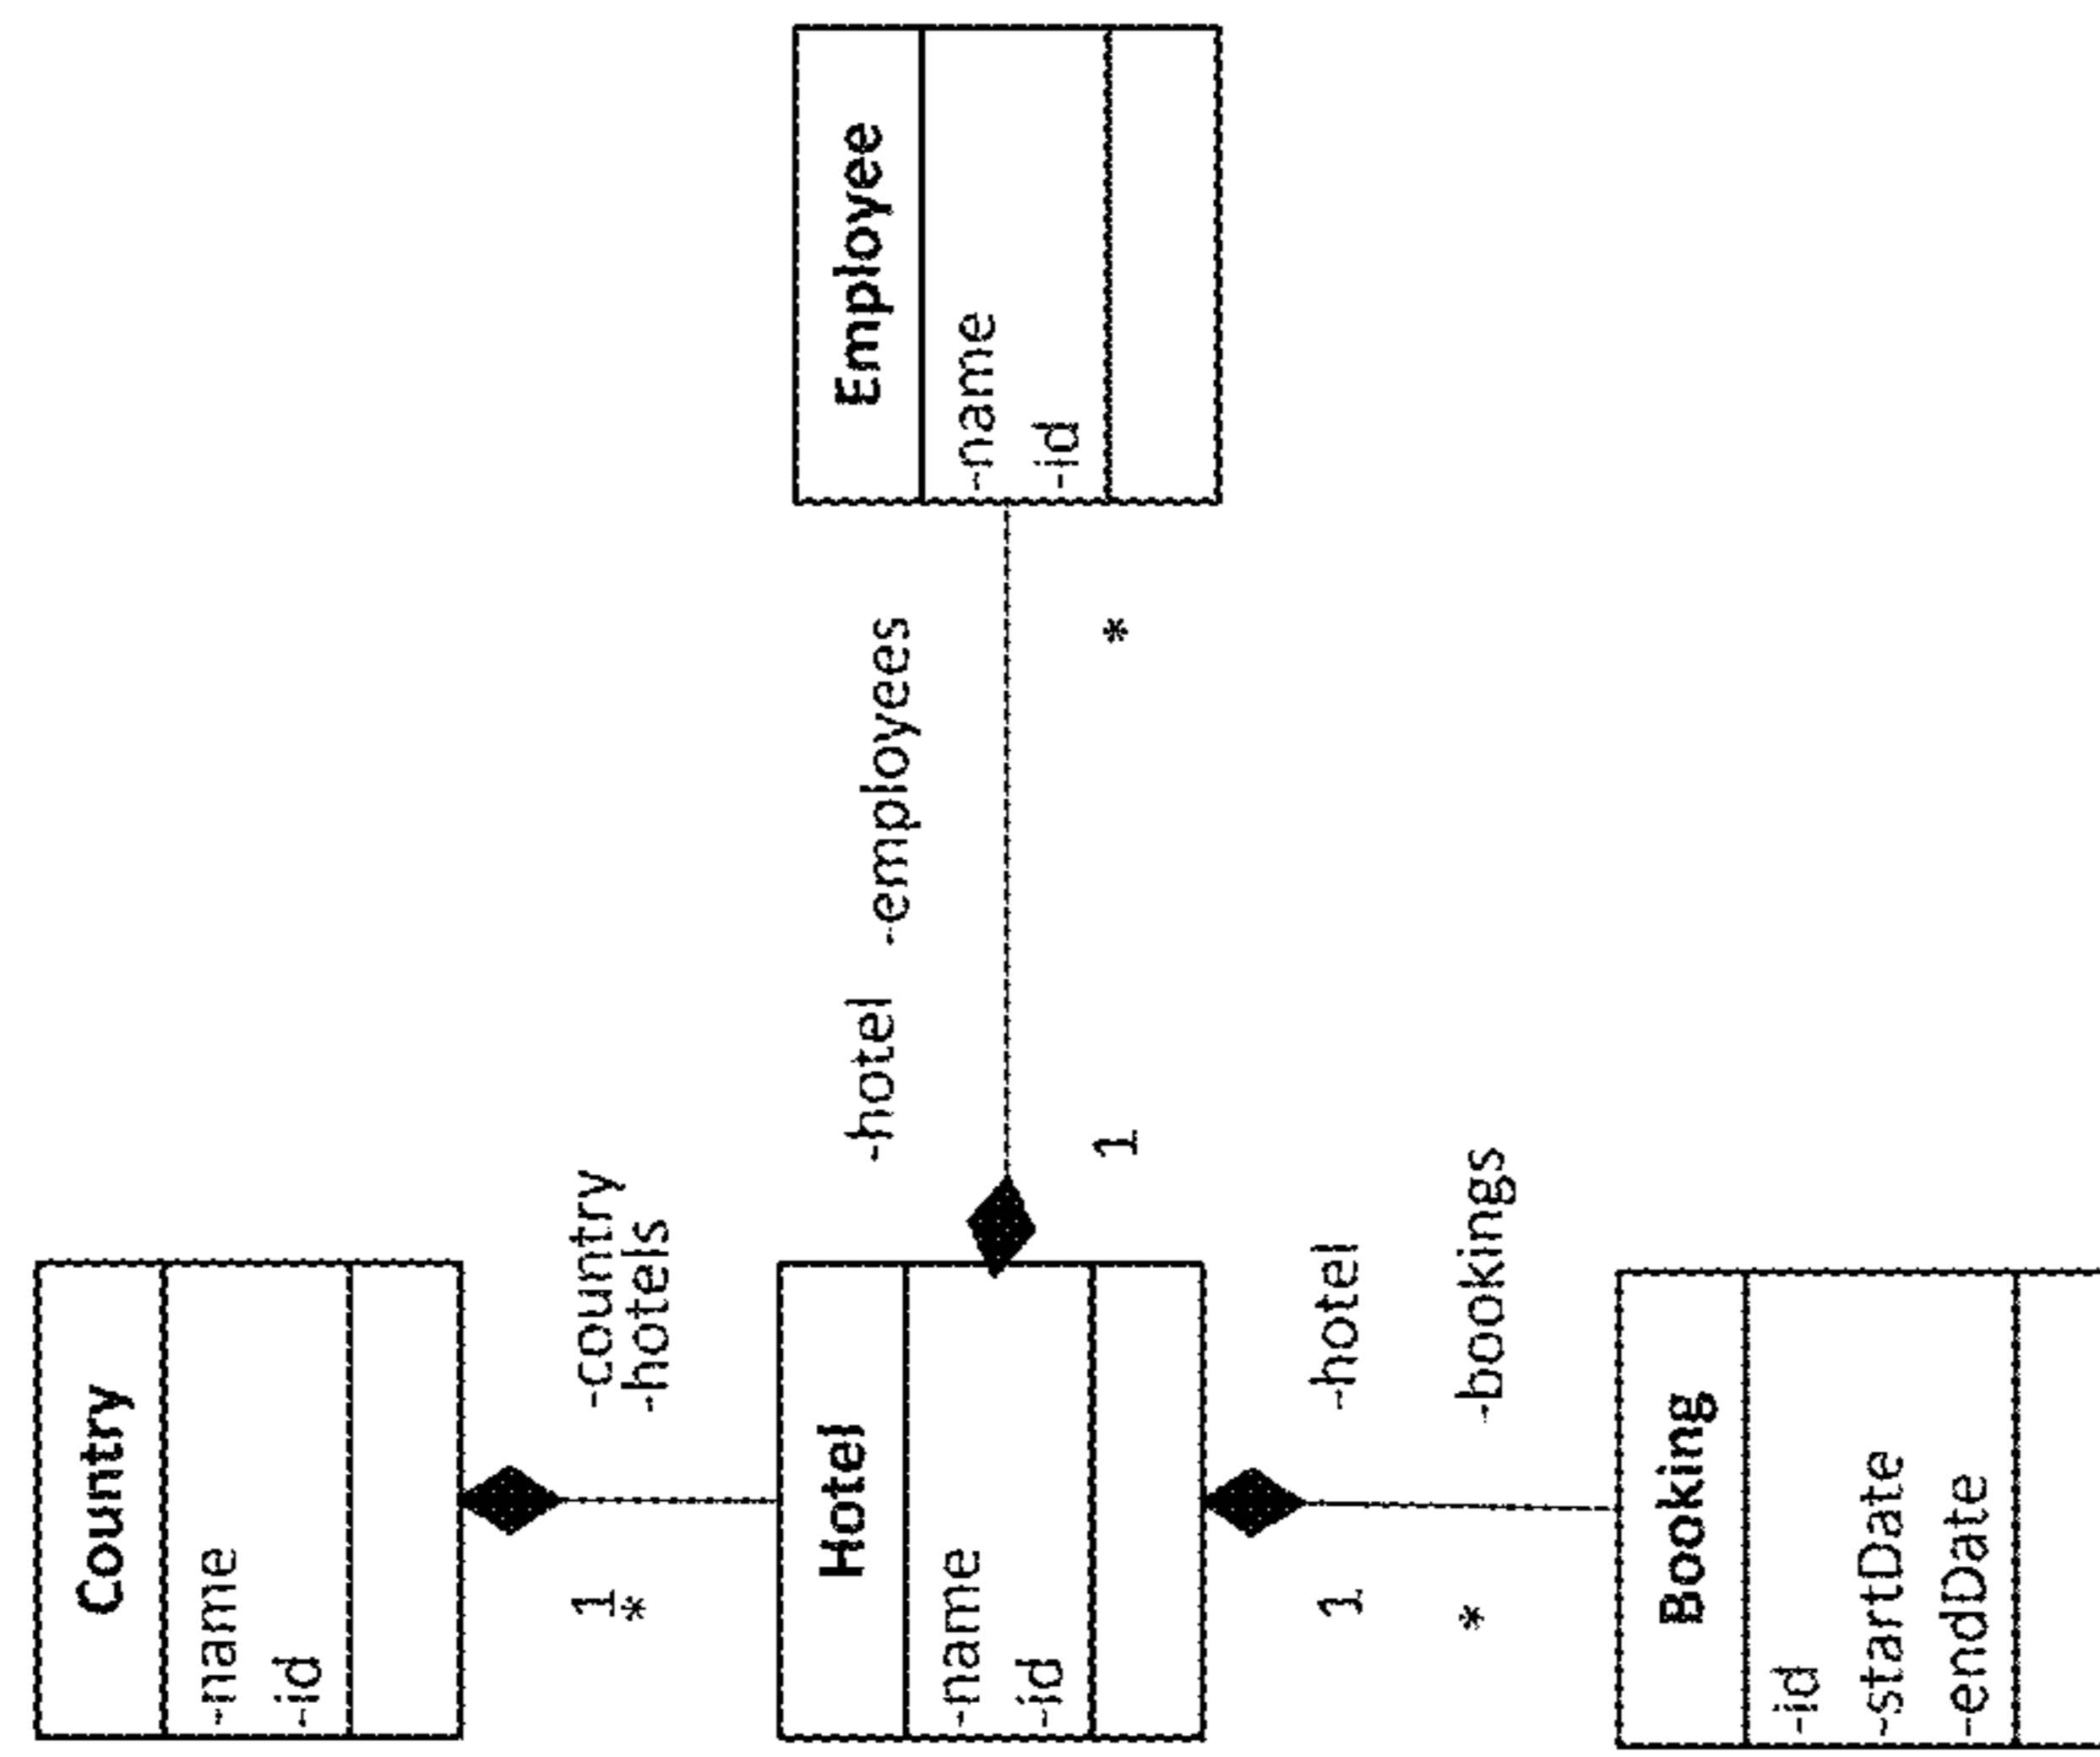 Country
-name
-id
1
-country
*
-hotels
Hotel
-name
-id
-hotel
-employees
1
*
Employee
-name
-id
1
-hotel
*
-bookings
Booking
-id
-startDate
-endDate